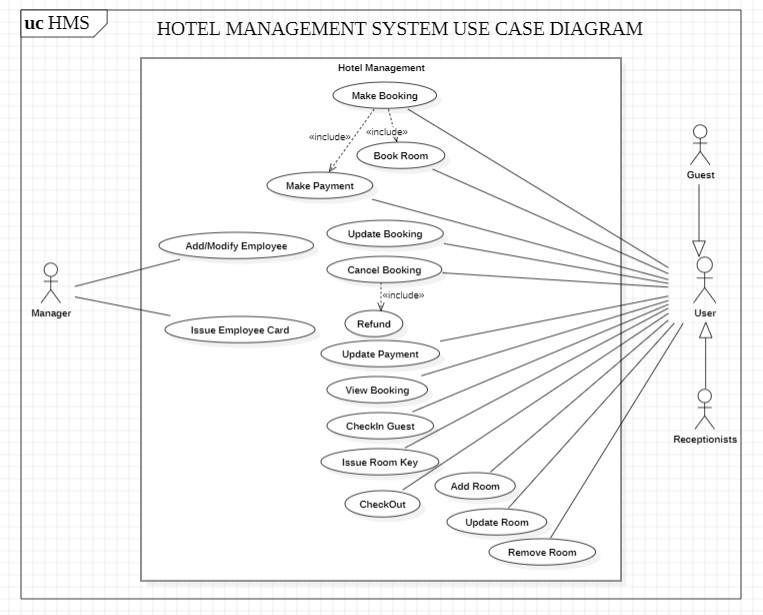 uc HMS
HOTEL MANAGEMENT SYSTEM USE CASE DIAGRAM
Hotel Management
Make Booking
«include»
«include»
Book Room
Make Payment
Guest
Update Booking
Add/Modify Employee
Cancel Booking
«include»
Manager
User
Refund
Issue Employee Card
Update Payment
View Booking
CheckIn Guest
Receptionists
Issue Room Key
Add Room
CheckOut
Update Room
Remove Room